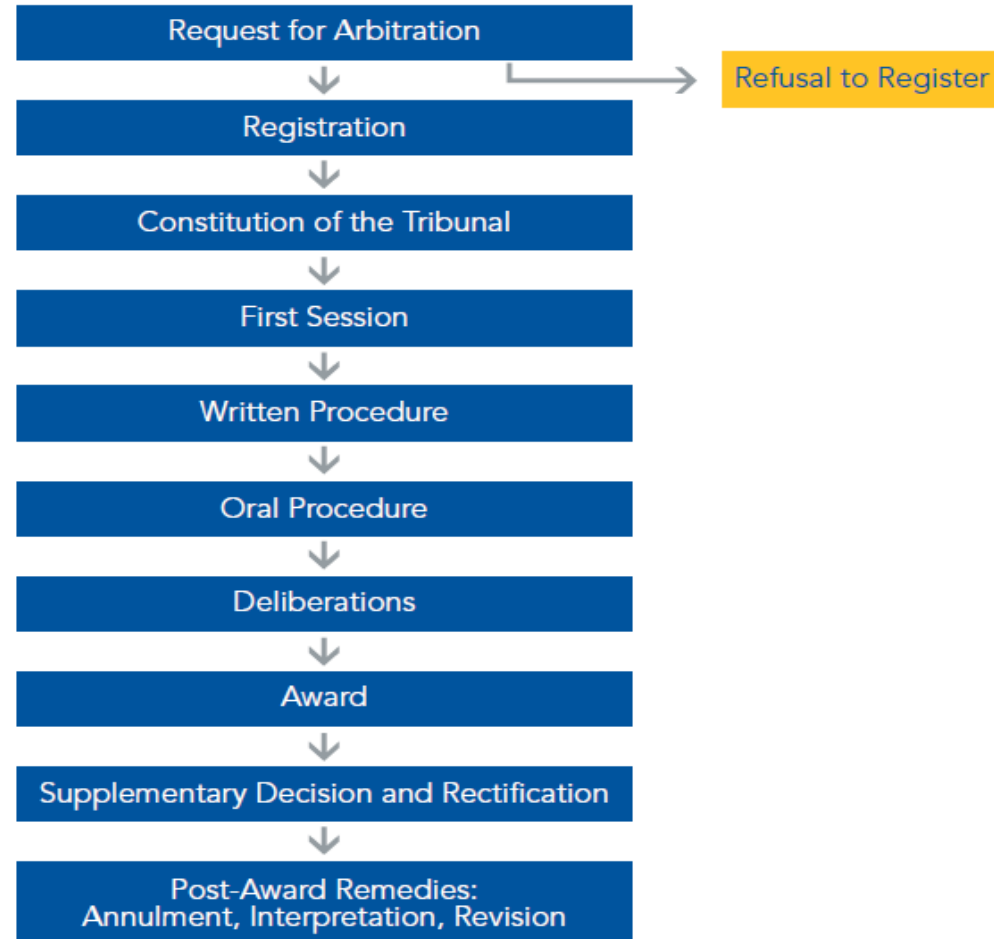 Request for Arbitration
Refusal to Register
Registration
Constitution of the Tribunal
First Session
Written Procedure
Oral Procedure
Deliberations
Award
Supplementary Decision and Rectification
Post-Award Remedies:
Annulment, Interpretation, Revision